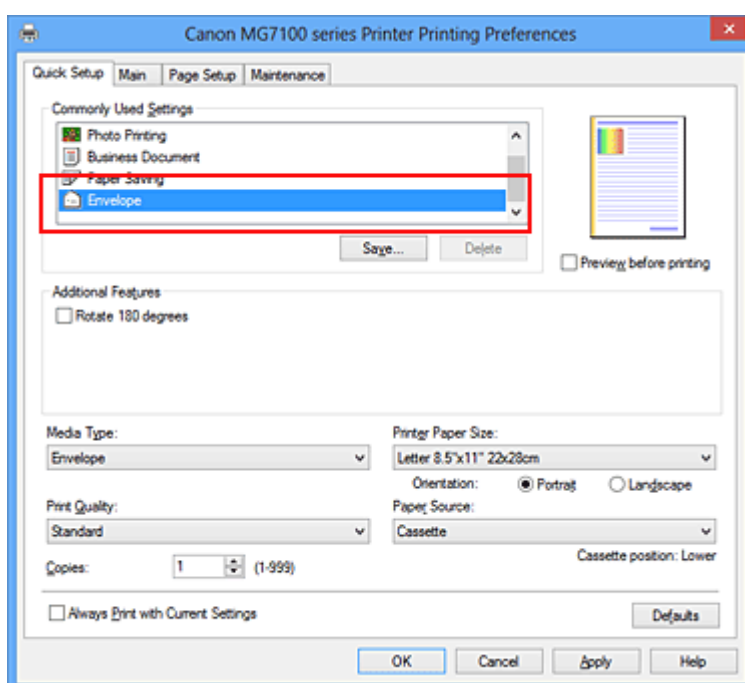 Canon MG7100 series Printer Printing Preferences
Quick Setup Main Page Setup Maintenance
Commonly Used Settings
Photo Printing
Business Document
Paper Saving
Envelope
Save... Delete
Preview before printing
Additional Features
Rotate 180 degrees
Media Type: Printer Paper Size:
Envelope Letter 8.5"x11" 22x28cm
Orientation: Portrait Landscape
Print Quality: Paper Source:
Standard Cassette
Cassette position: Lower
Copies: 1 (1-999)
Always Print with Current Settings Defaults
OK Cancel Apply Help